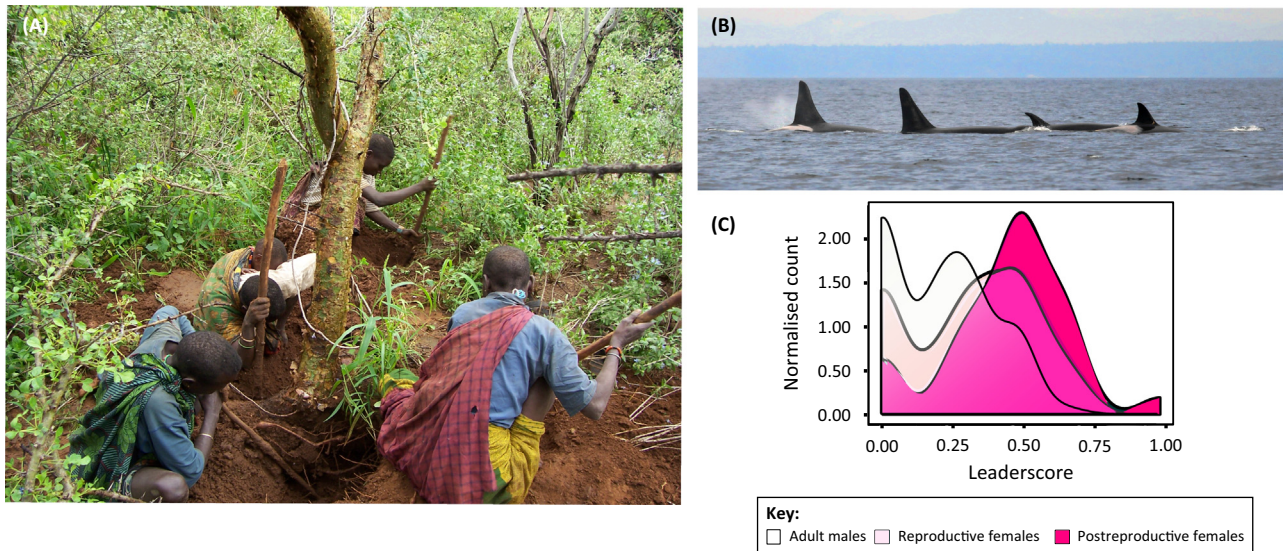 (A)
(B)
(C)
Normalised count
2.00
1.50
1.00
0.50
0.00
0.00 0.25 0.50 0.75 1.00
Leaderscore
Key:
Adult males Reproductive females Postreproductive females